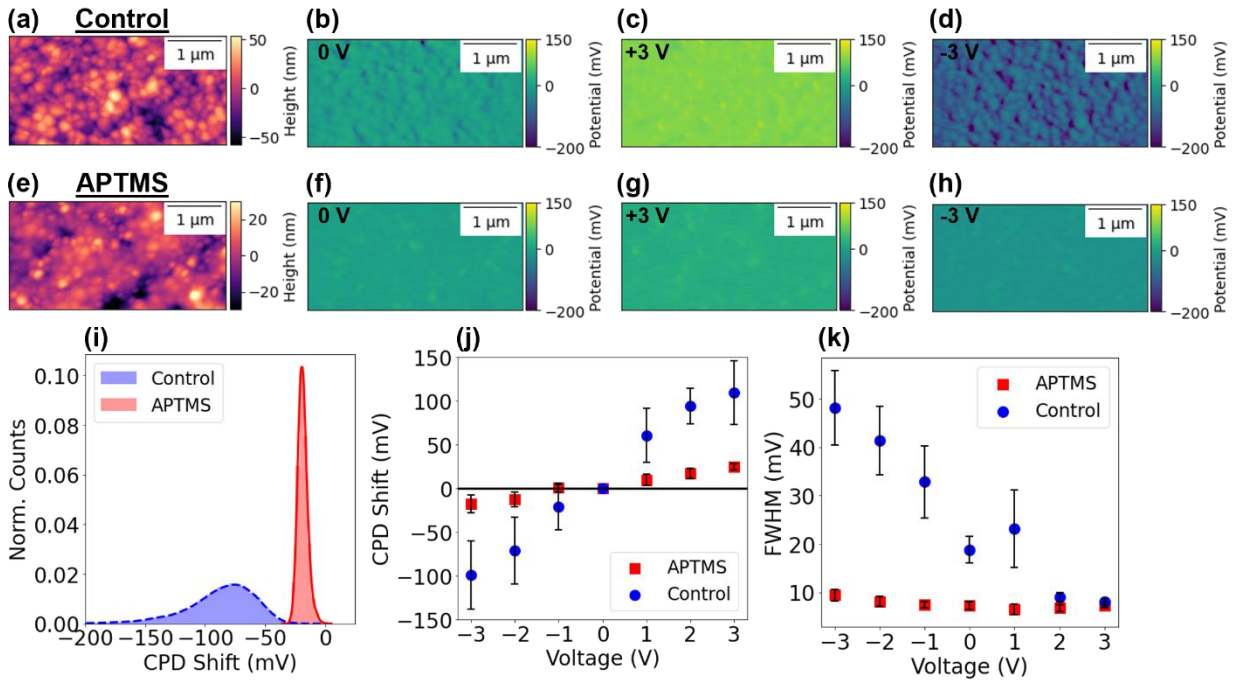 (a) Control
1 µm
50
0
−50
Height (nm)
(b)
0 V
1 µm
150
0
−200
Potential (mV)
(c)
+3 V
1 µm
150
0
−200
Potential (mV)
(d)
-3 V
1 µm
150
0
−200
Potential (mV)
(e) APTMS
1 µm
20
0
−20
Height (nm)
(f)
0 V
1 µm
150
0
−200
Potential (mV)
(g)
+3 V
1 µm
150
0
−200
Potential (mV)
(h)
-3 V
1 µm
150
0
−200
Potential (mV)
(i)
Control
APTMS
0.10
0.08
0.06
0.04
0.02
0.00
Norm. Counts
−200 −100 −50 0
CPD Shift (mV)
(j)
150
100
50
0
−50
−100
−150
CPD Shift (mV)
APTMS
Control
−3 −2 −1 0 1 2 3
Voltage (V)
(k)
APTMS
Control
50
40
30
20
10
FWHM (mV)
−3 −2 −1 0 1 2 3
Voltage (V)